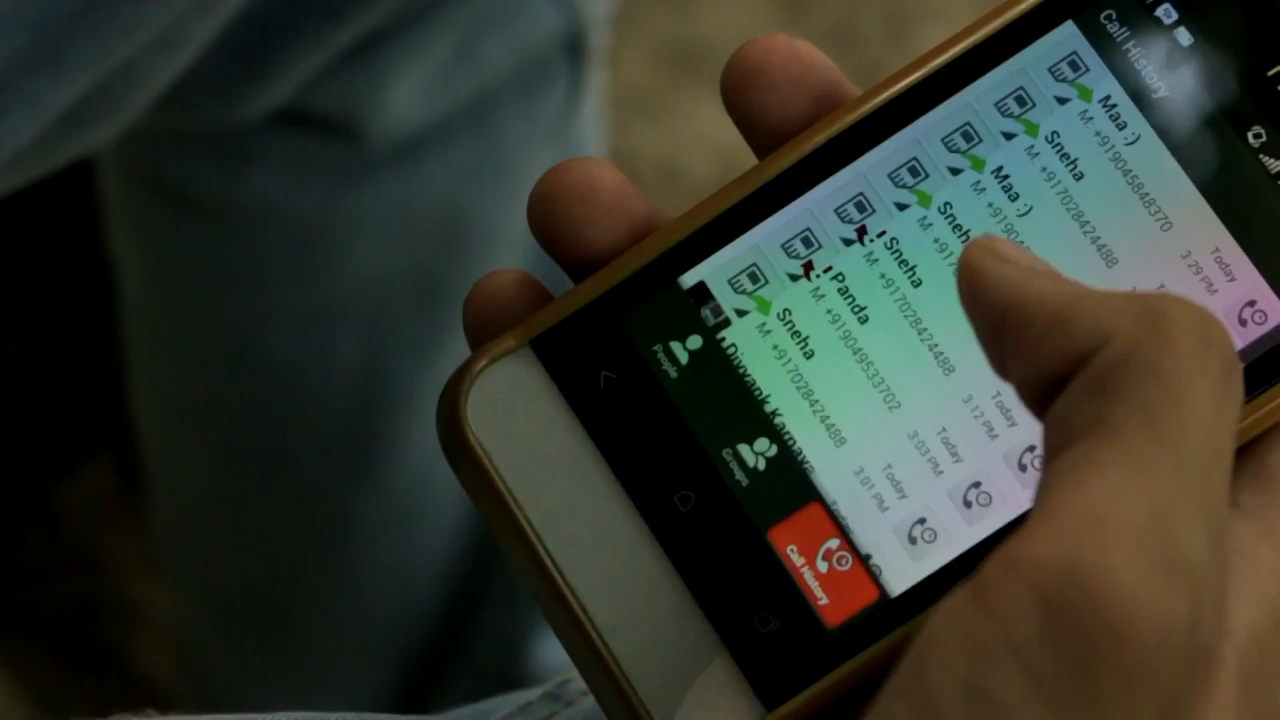 Call History
Maa :)
M: +919045848370
Today
3:29 PM
Sneha
M: +917028424488
Maa :)
Sneha
! Sneha
M: +917028424488
Today
3:12 PM
! Panda
M: +919049533702
Today
3:03 PM
Sneha
M: +917028424488
Today
3:01 PM
People
Groups
Call History